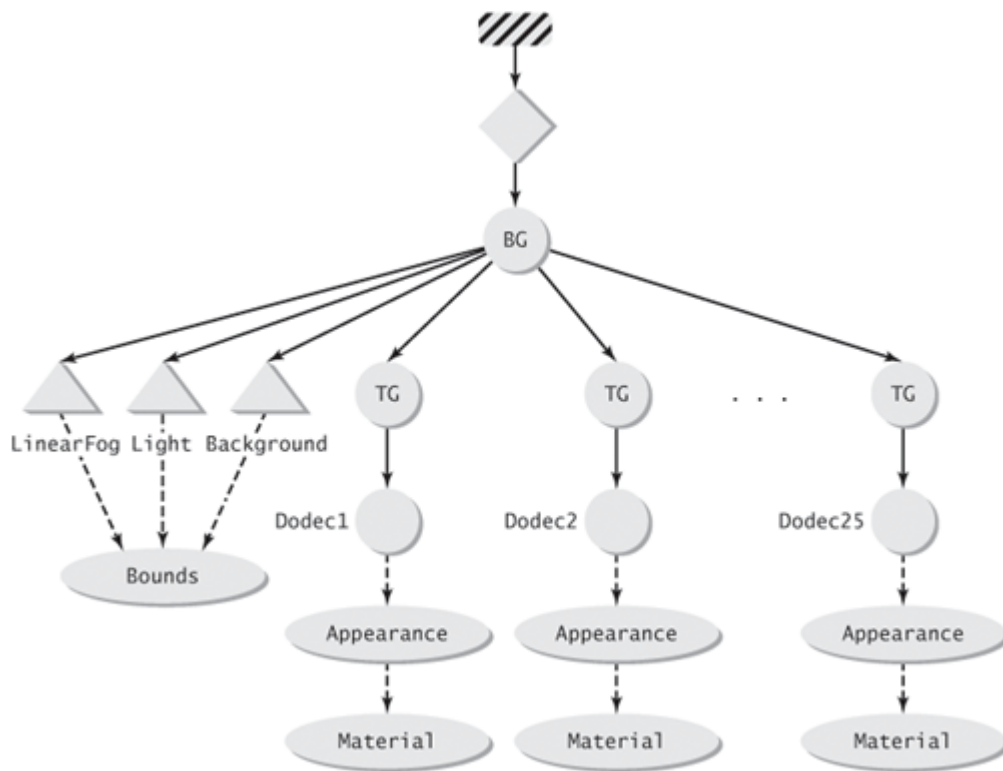 BG
TG
TG
. . .
TG
LinearFog
Light
Background
Dodec1
Dodec2
Dodec25
Bounds
Appearance
Appearance
Appearance
Material
Material
Material